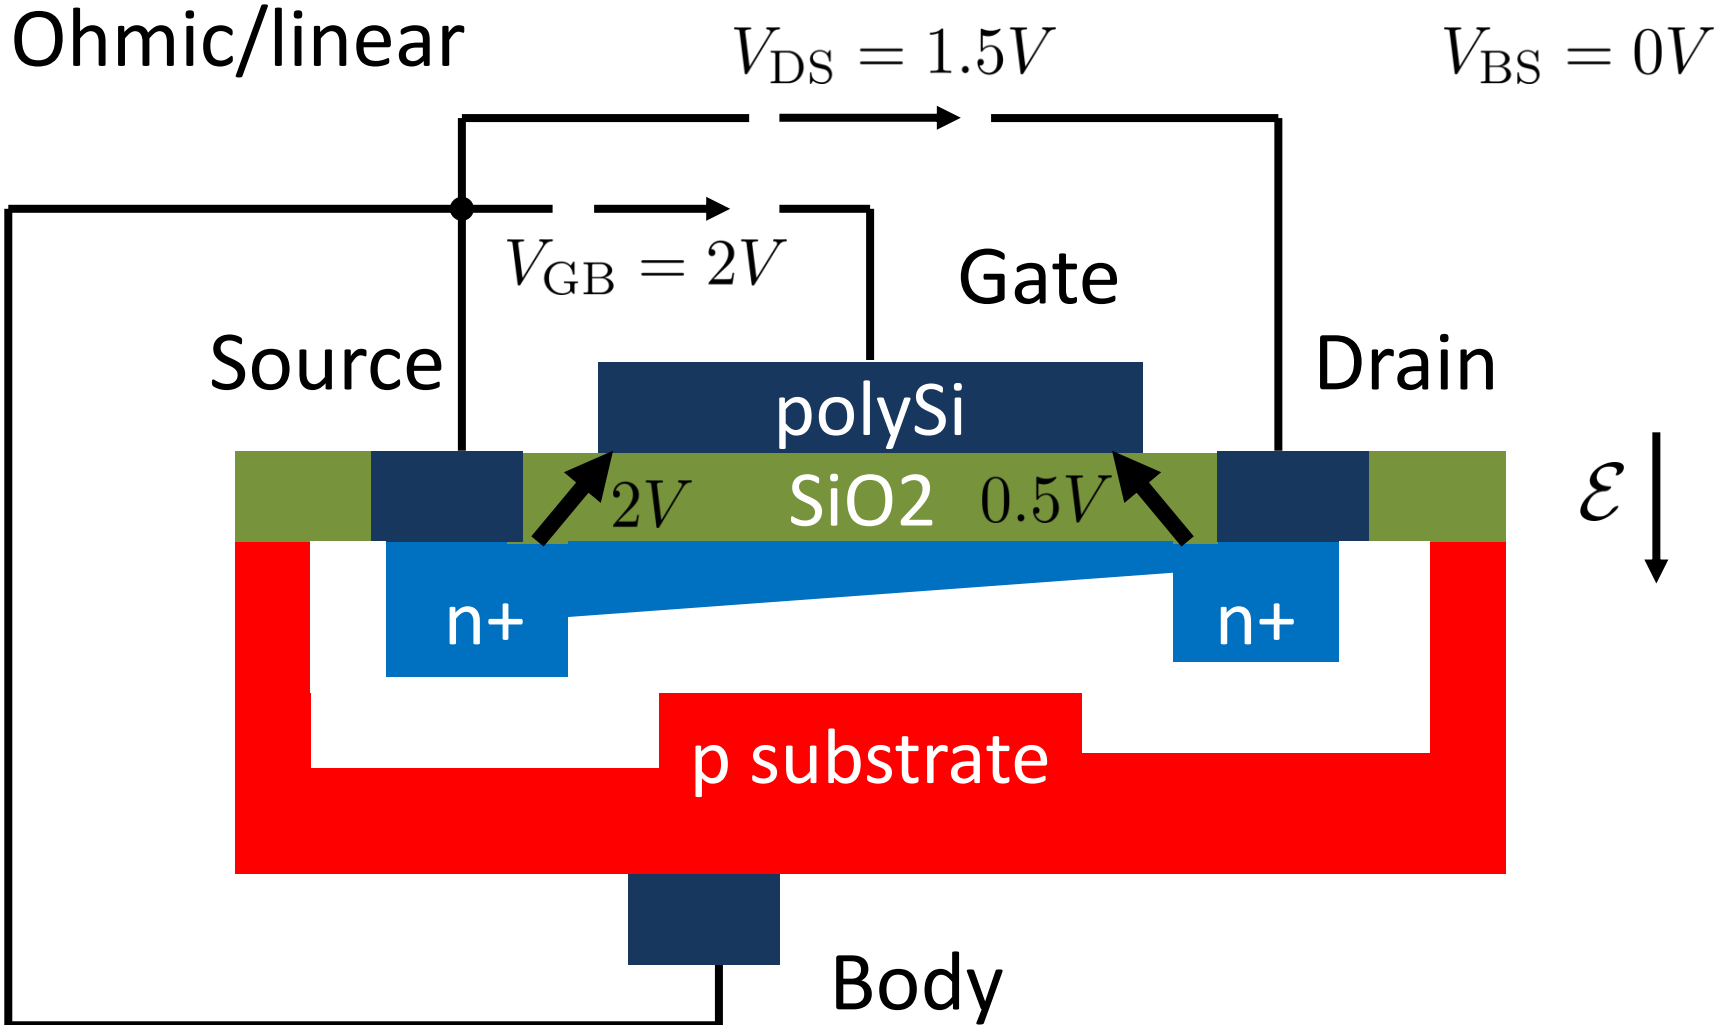 Ohmic/linear
V_DS = 1.5V
V_BS = 0V
V_GB = 2V
Gate
Source
Drain
polySi
2V
SiO2
0.5V
ℰ
n+
n+
p substrate
Body